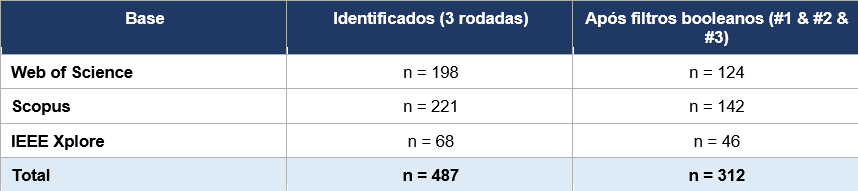 Base Identificados (3 rodadas) Após filtros booleanos (#1 & #2 &
#3)
Web of Science n = 198 n = 124
Scopus n = 221 n = 142
IEEE Xplore n = 68 n = 46
Total n = 487 n = 312